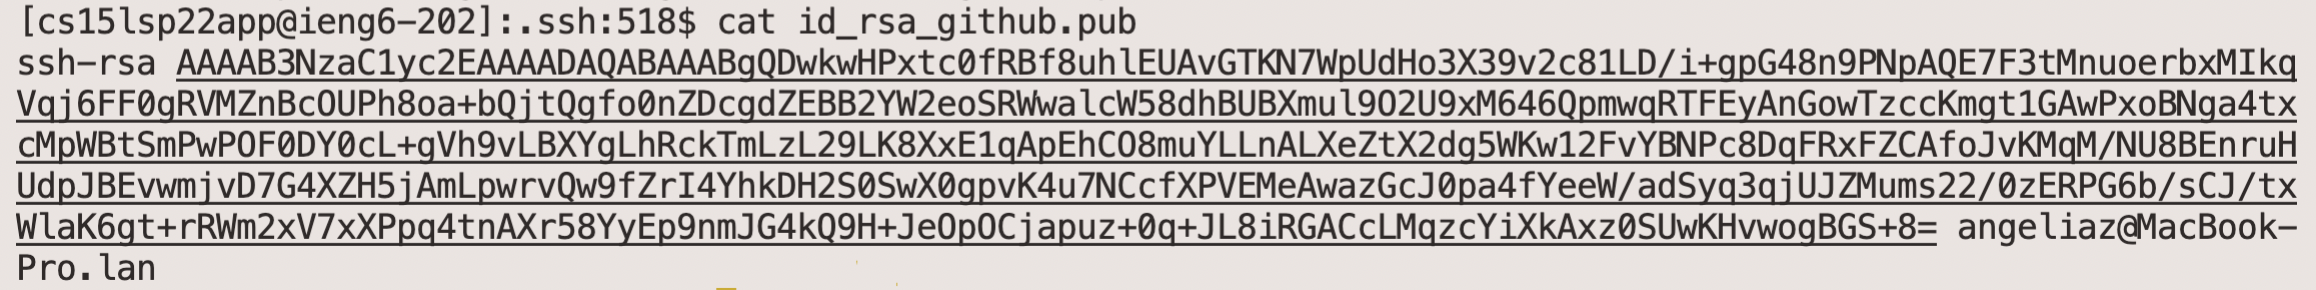 [cs15lsp22app@ieng6-202]:.ssh:518$ cat id_rsa_github.pub
ssh-rsa AAAAB3NzaC1yc2EAAAADAQABAAABgQDwkwHPxtc0fRBf8uhlEUAvGTKN7WpUdHo3X39v2c81LD/i+gpG48n9PNpAQE7F3tMnuoerbxMIkq
Vqj6FF0gRVMZnBcOUPh8oa+bQjtQgfo0nZDcgdZEBB2YW2eoSRWwalcW58dhBUBXmul9O2U9xM646QpmwqRTFEyAnGowTzccKmgt1GAwPxoBNga4tx
cMpWBtSmPwPOF0DY0cL+gVh9vLBXYgLhRckTmLzL29LK8XxE1qApEhCO8muYLLnALXeZtX2dg5WKw12FvYBNPc8DqFRxFZCAfoJvKMqM/NU8BEnruH
UdpJBEvwmjvD7G4XZH5jAmLpwrvQw9fZrI4YhkDH2S0SwX0gpvK4u7NCcfXPVEMeAwazGcJ0pa4fYeeW/adSyq3qjUJZMums22/0zERPG6b/sCJ/tx
WlaK6gt+rRWm2xV7xXPpq4tnAXr58YyEp9nmJG4kQ9H+JeOpOCjapuz+0q+JL8iRGACcLMqzcYiXkAxz0SUwKHvwogBGS+8= angeliaz@MacBook-
Pro.lan